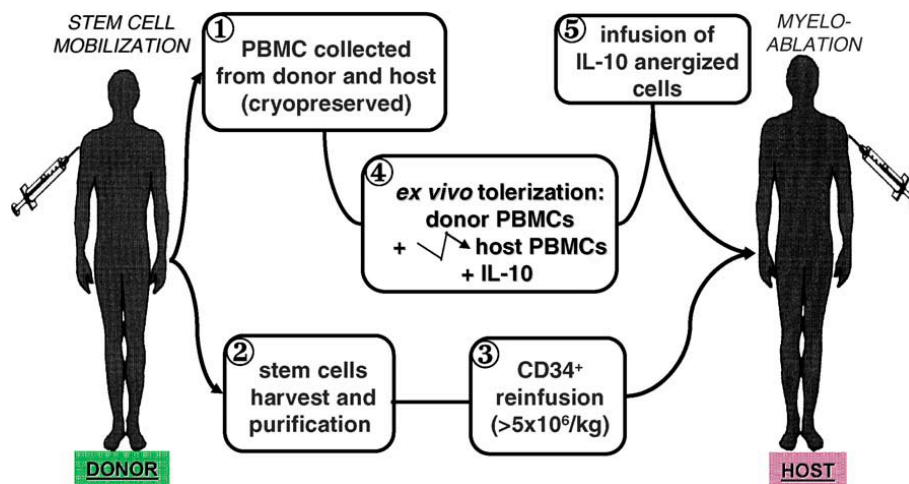 STEM CELL
MOBILIZATION
①
PBMC collected
from donor and host
(cryopreserved)
⑤
infusion of
IL-10 anergized
cells
MYELO-
ABLATION
④
ex vivo tolerization:
donor PBMCs
+ host PBMCs
+ IL-10
②
stem cells
harvest and
purification
③
CD34⁺
reinfusion
(>5x10⁶/kg)
DONOR
HOST